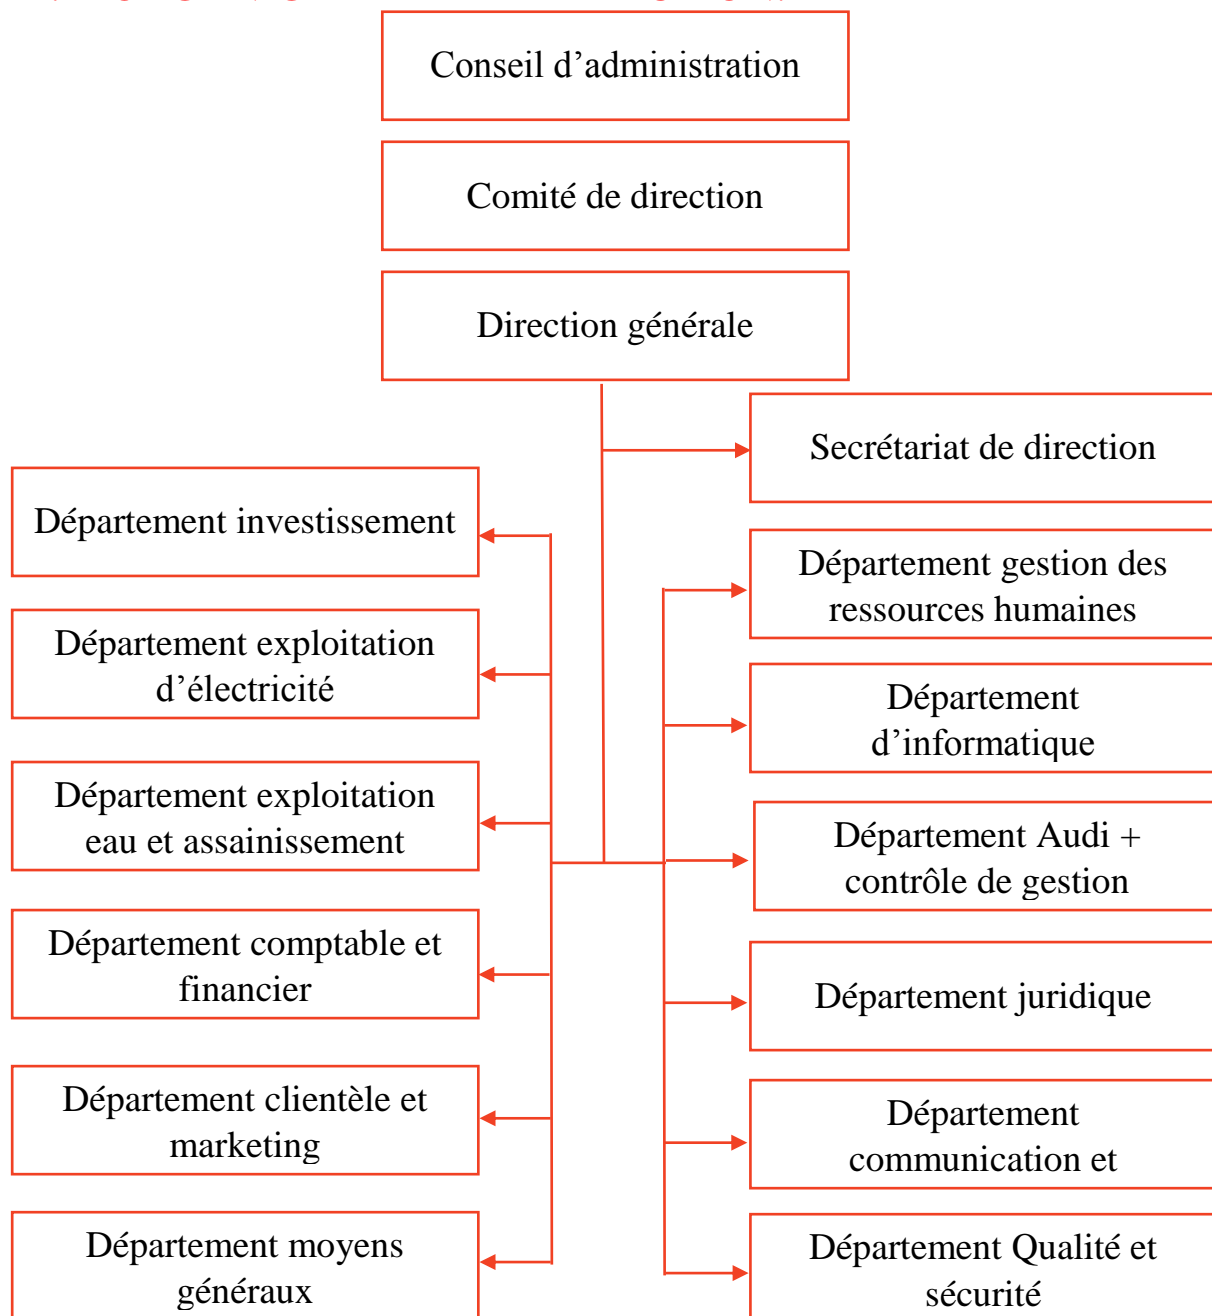 Conseil d’administration
Comité de direction
Direction générale
Secrétariat de direction
Département investissement
Département gestion des
ressources humaines
Département exploitation
d’électricité
Département
d’informatique
Département exploitation
eau et assainissement
Département Audi +
contrôle de gestion
Département comptable et
financier
Département juridique
Département clientèle et
marketing
Département
communication et
Département moyens
généraux
Département Qualité et
sécurité